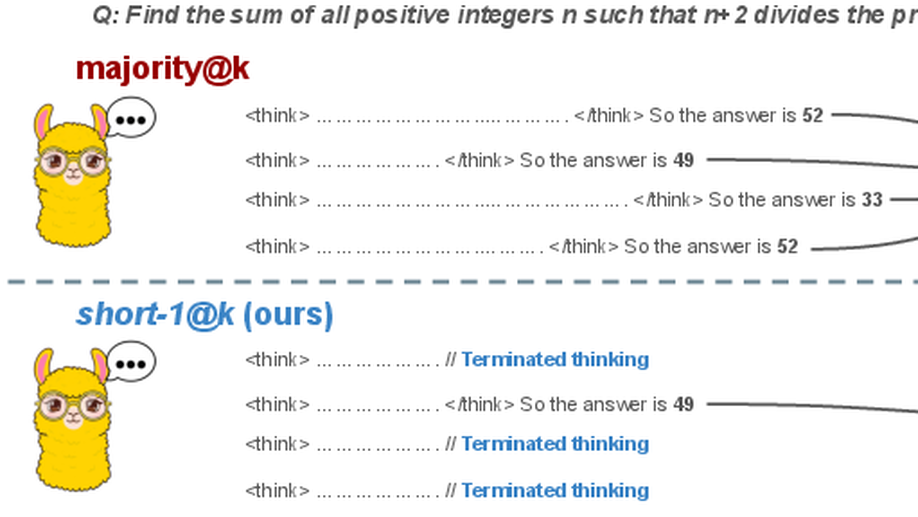 Q: Find the sum of all positive integers n such that n+2 divides the pr
majority@k
<think> ... ... ... ... ... ... ... ..... ... ... ... . </think> So the answer is 52
<think> ... ... ... ... ... ... . </think> So the answer is 49
<think> ... ... ... ... ... ... ... ..... ... ... ... ... ... . </think> So the answer is 33
<think> ... ... ... ... ... ... ... ..... ... ... . </think> So the answer is 52
short-1@k (ours)
<think> ... ... ... ... ... ... . // Terminated thinking
<think> ... ... ... ... ... ... . </think> So the answer is 49
<think> ... ... ... ... ... ... . // Terminated thinking
<think> ... ... ... ... ... ... . // Terminated thinking